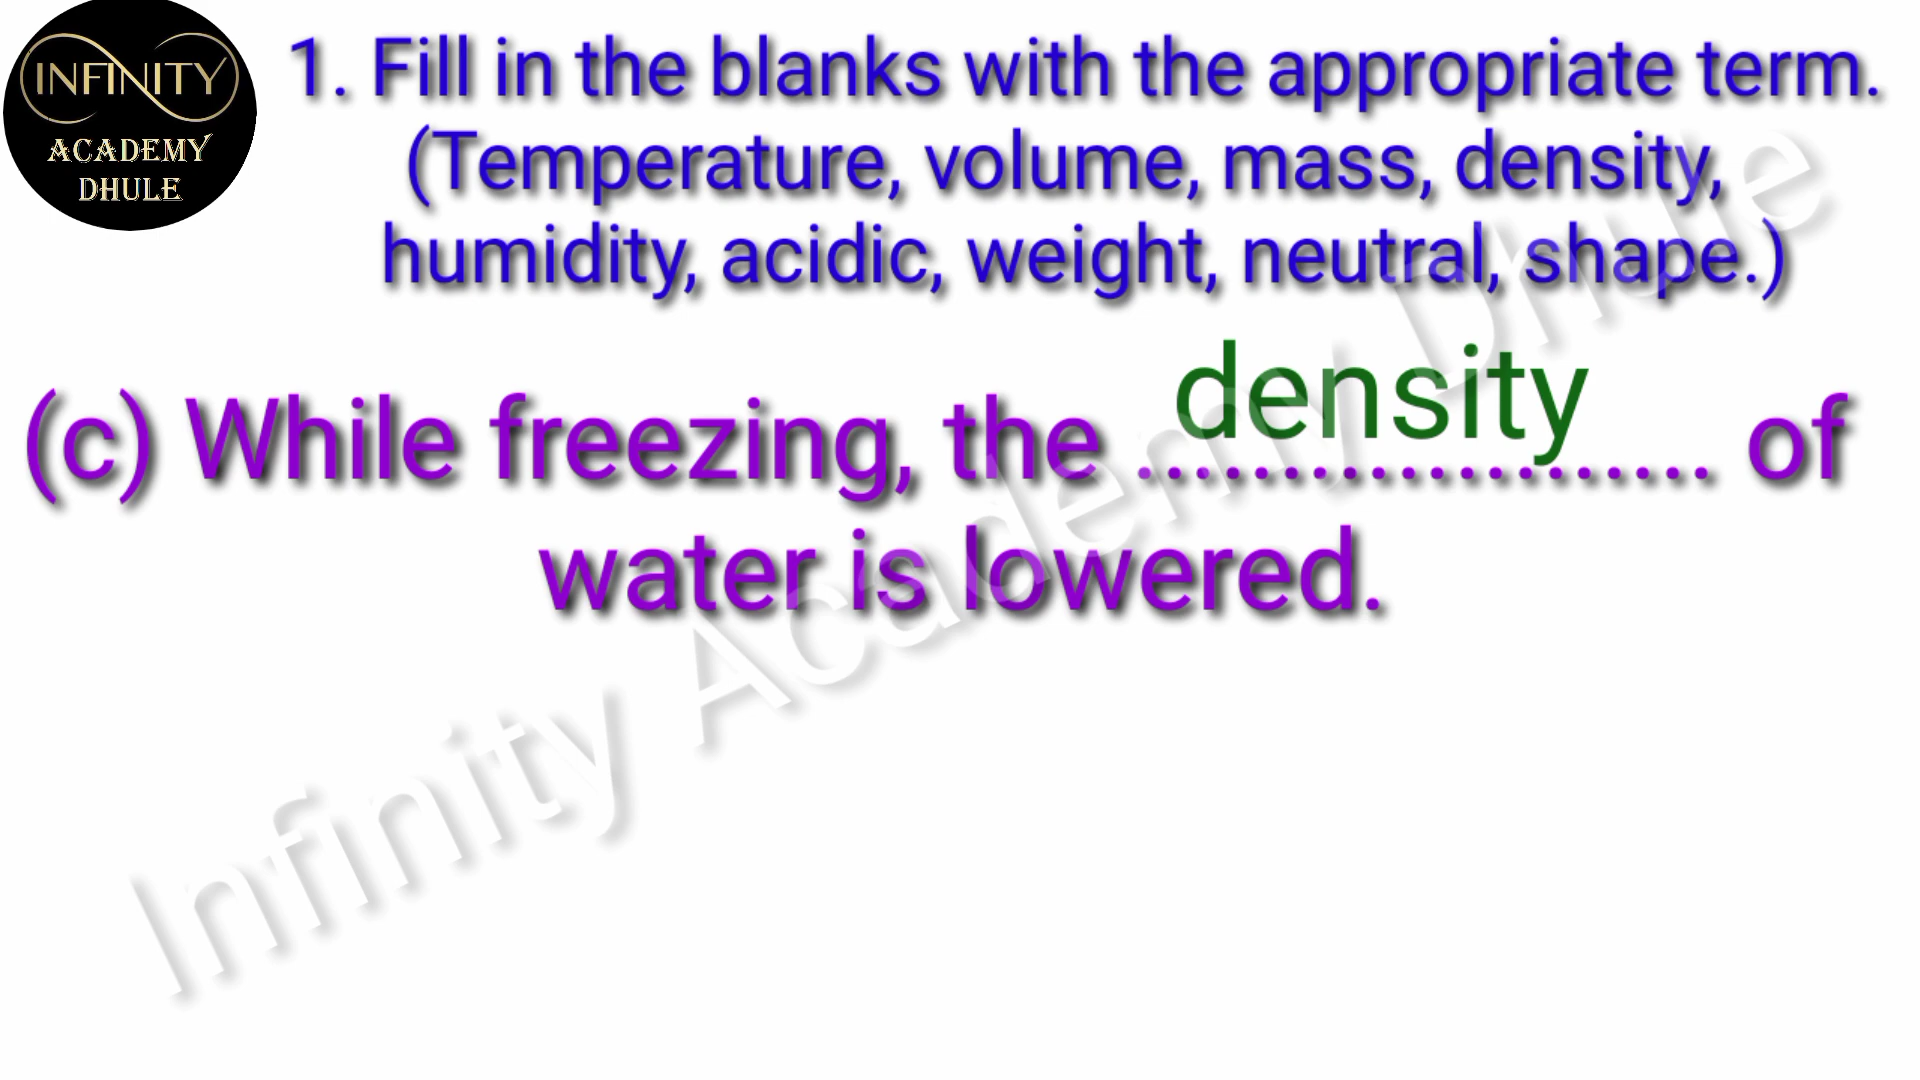 INFINITY
ACADEMY
DHULE
1. Fill in the blanks with the appropriate term.
(Temperature, volume, mass, density,
humidity, acidic, weight, neutral, shape.)
(c) While freezing, the density .................... of
water is lowered.
Infinity Academy Dhule